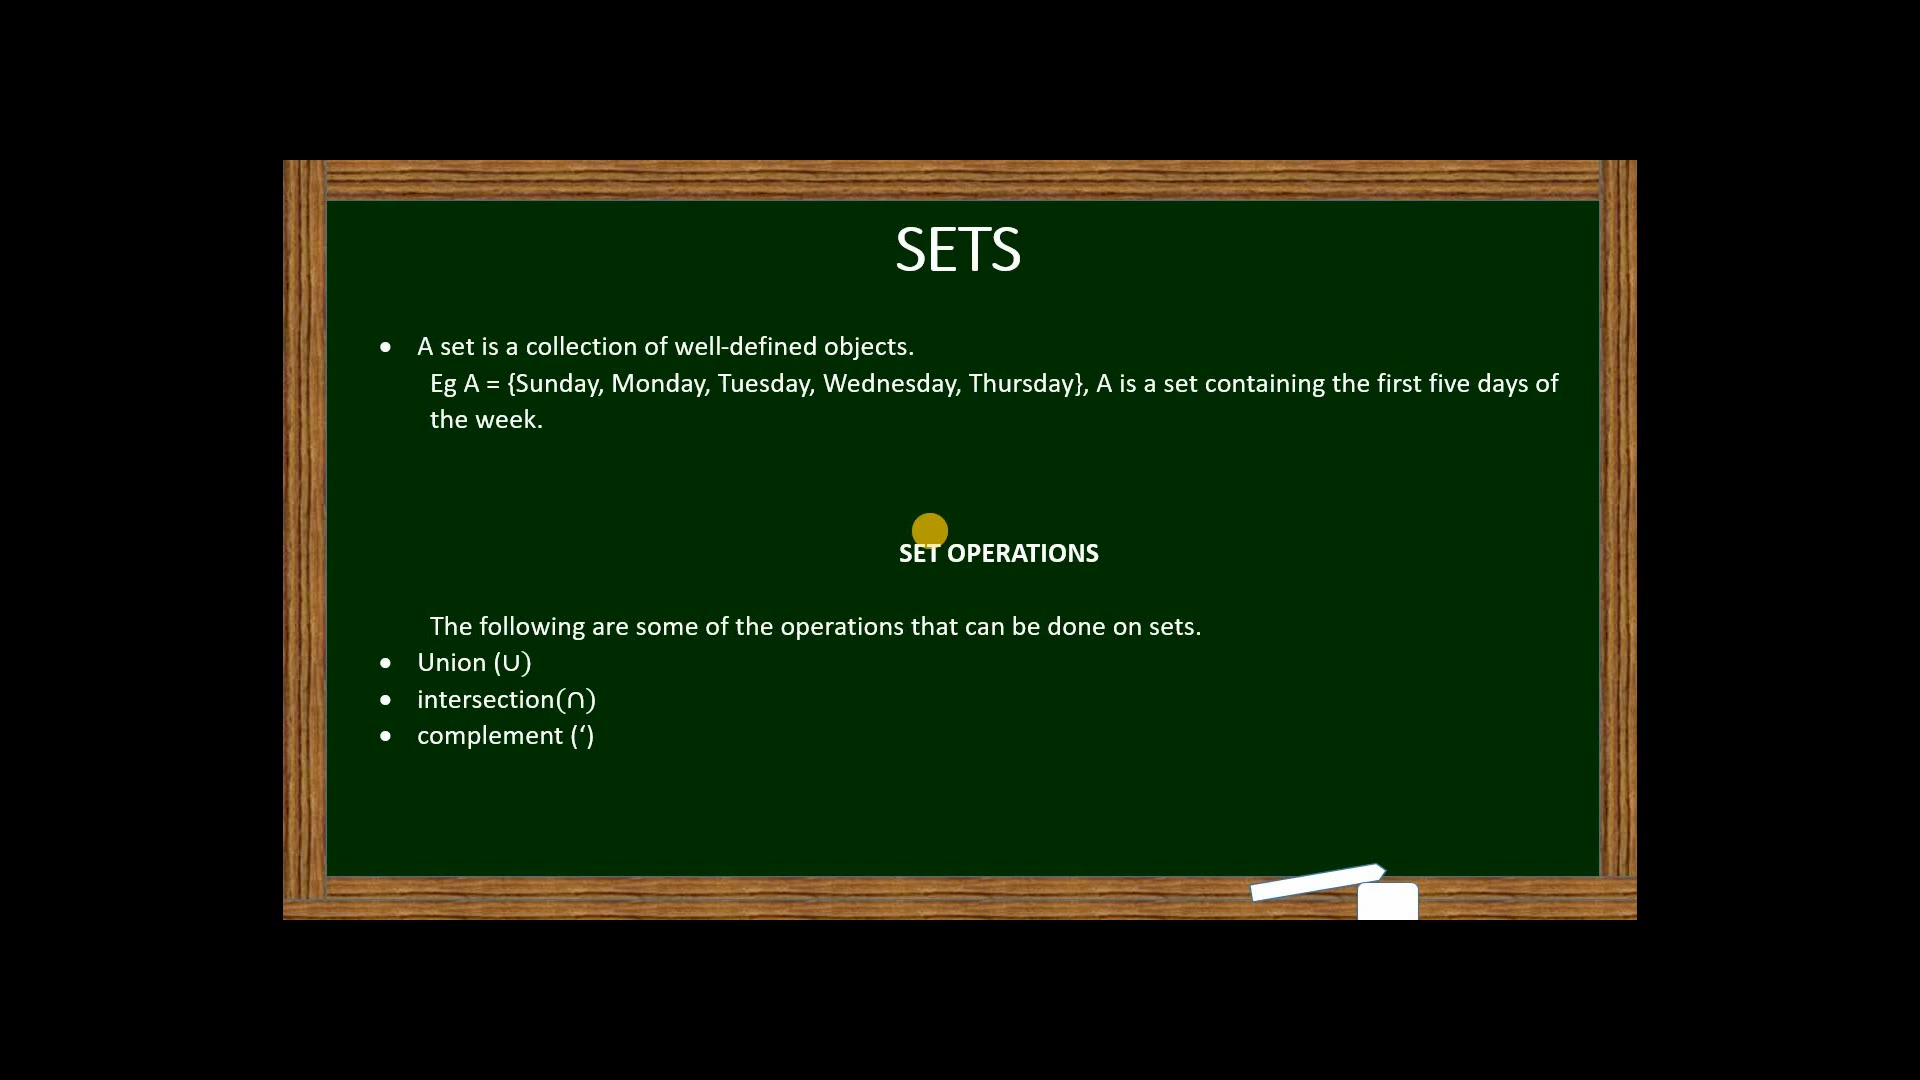 SETS
• A set is a collection of well-defined objects.
Eg A = {Sunday, Monday, Tuesday, Wednesday, Thursday}, A is a set containing the first five days of
the week.
SET OPERATIONS
The following are some of the operations that can be done on sets.
• Union (∪)
• intersection(∩)
• complement (‘)